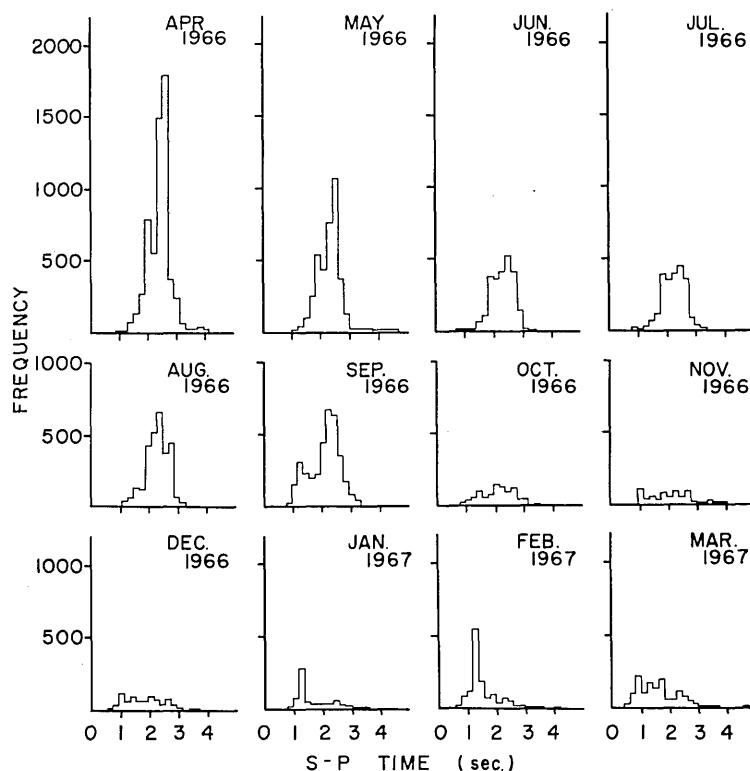 APR. 1966
MAY 1966
JUN. 1966
JUL. 1966
2000
1500
1000
500
FREQUENCY
AUG. 1966
SEP. 1966
OCT. 1966
NOV. 1966
1000
500
DEC. 1966
JAN. 1967
FEB. 1967
MAR. 1967
1000
500
0 1 2 3 4 0 1 2 3 4 0 1 2 3 4 0 1 2 3 4
S-P TIME (sec.)